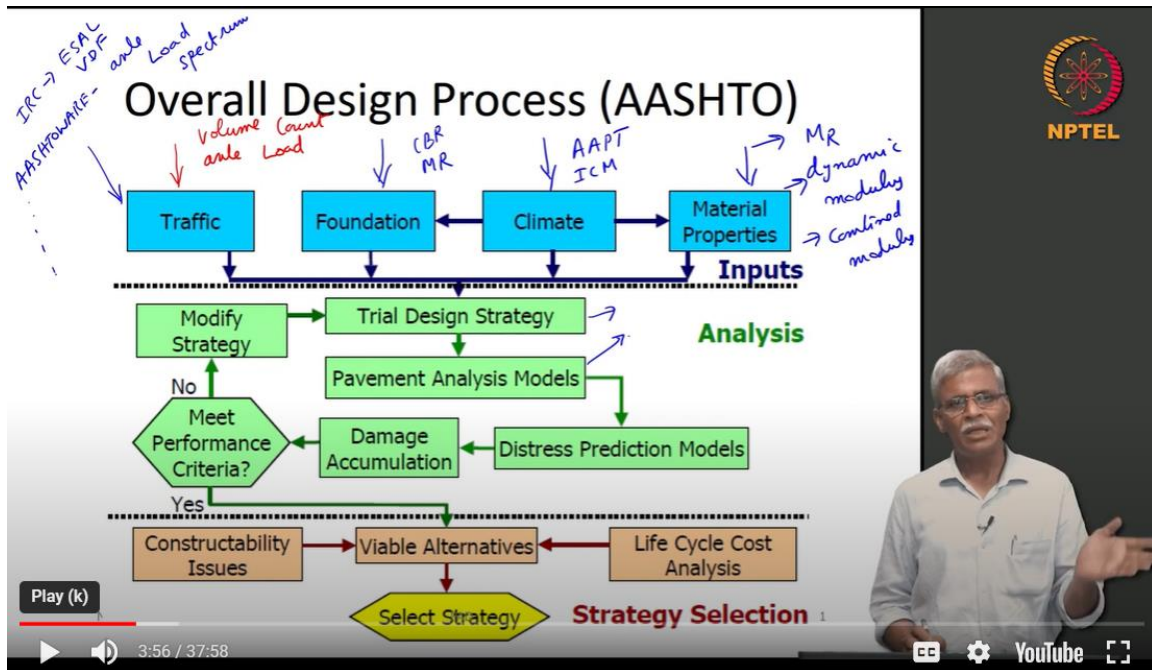 IRC → ESAL
VDF
AASHTOWARE - axle Load
spectrum
Overall Design Process (AASHTO)
NPTEL
Volume Count
axle Load
CBR
MR
AAPT
ICM
MR
dynamic
modulus
Combined
modulus
Traffic
Foundation
Climate
Material
Properties
Inputs
Modify
Strategy
Trial Design Strategy
Analysis
Pavement Analysis Models
No
Meet
Performance
Criteria?
Damage
Accumulation
Distress Prediction Models
Yes
Constructability
Issues
Viable Alternatives
Life Cycle Cost
Analysis
Play (k)
Select Strategy
Strategy Selection
1
3:56 / 37:58
CC
YouTube